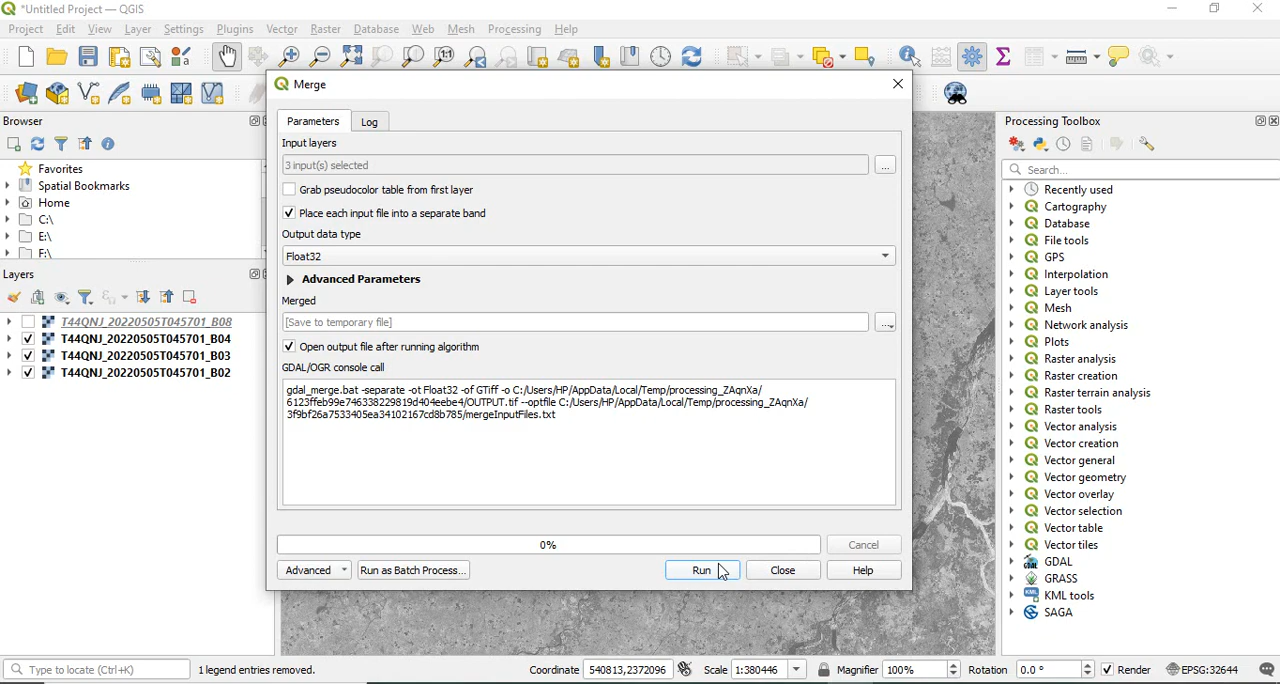 *Untitled Project — QGIS
Project Edit View Layer Settings Plugins Vector Raster Database Web Mesh Processing Help
Merge
Browser
Favorites
Spatial Bookmarks
Home
C:\
E:\
F:\
Layers
T44QNJ_20220505T045701_B08
T44QNJ_20220505T045701_B04
T44QNJ_20220505T045701_B03
T44QNJ_20220505T045701_B02
Parameters Log
Input layers
3 input(s) selected
...
Grab pseudocolor table from first layer
Place each input file into a separate band
Output data type
Float32
Advanced Parameters
Merged
[Save to temporary file]
...
Open output file after running algorithm
GDAL/OGR console call
gdal_merge.bat -separate -ot Float32 -of GTiff -o C:/Users/HP/AppData/Local/Temp/processing_ZAqnXa/
6123ffeb99e746338229819d404eebe4/OUTPUT.tif --optfile C:/Users/HP/AppData/Local/Temp/processing_ZAqnXa/
3f9bf26a7533405ea34102167cd8b785/mergeInputFiles.txt
0%
Cancel
Advanced Run as Batch Process... Run Close Help
Processing Toolbox
Search...
Recently used
Cartography
Database
File tools
GPS
Interpolation
Layer tools
Mesh
Network analysis
Plots
Raster analysis
Raster creation
Raster terrain analysis
Raster tools
Vector analysis
Vector creation
Vector general
Vector geometry
Vector overlay
Vector selection
Vector table
Vector tiles
GDAL
GRASS
KML tools
SAGA
Type to locate (Ctrl+K) 1 legend entries removed. Coordinate 540813,2372096 Scale 1:380446 Magnifier 100% Rotation 0.0 ° Render EPSG:32644